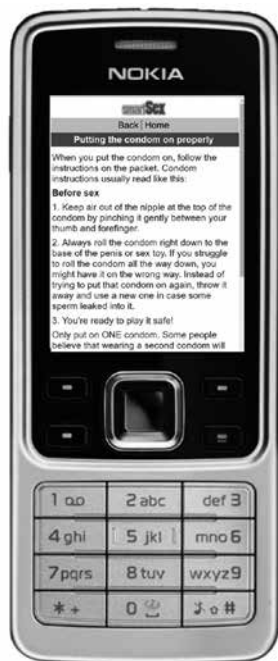 NOKIA
smartSex
Back | Home
Putting the condom on properly
When you put the condom on, follow the
instructions on the packet. Condom
instructions usually read like this:
Before sex
1. Keep air out of the nipple at the top of the
condom by pinching it gently between your
thumb and forefinger.
2. Always roll the condom right down to the
base of the penis or sex toy. If you struggle
to roll the condom all the way down, you
might have it on the wrong way. Instead of
trying to put that condom on again, throw it
away and use a new one in case some
sperm leaked into it.
3. You're ready to play it safe!
Only put on ONE condom. Some people
believe that wearing a second condom will
1 2 abc def 3
4 ghi 5 jkl mno 6
7 pqrs 8 tuv wxyz 9
* + 0 #